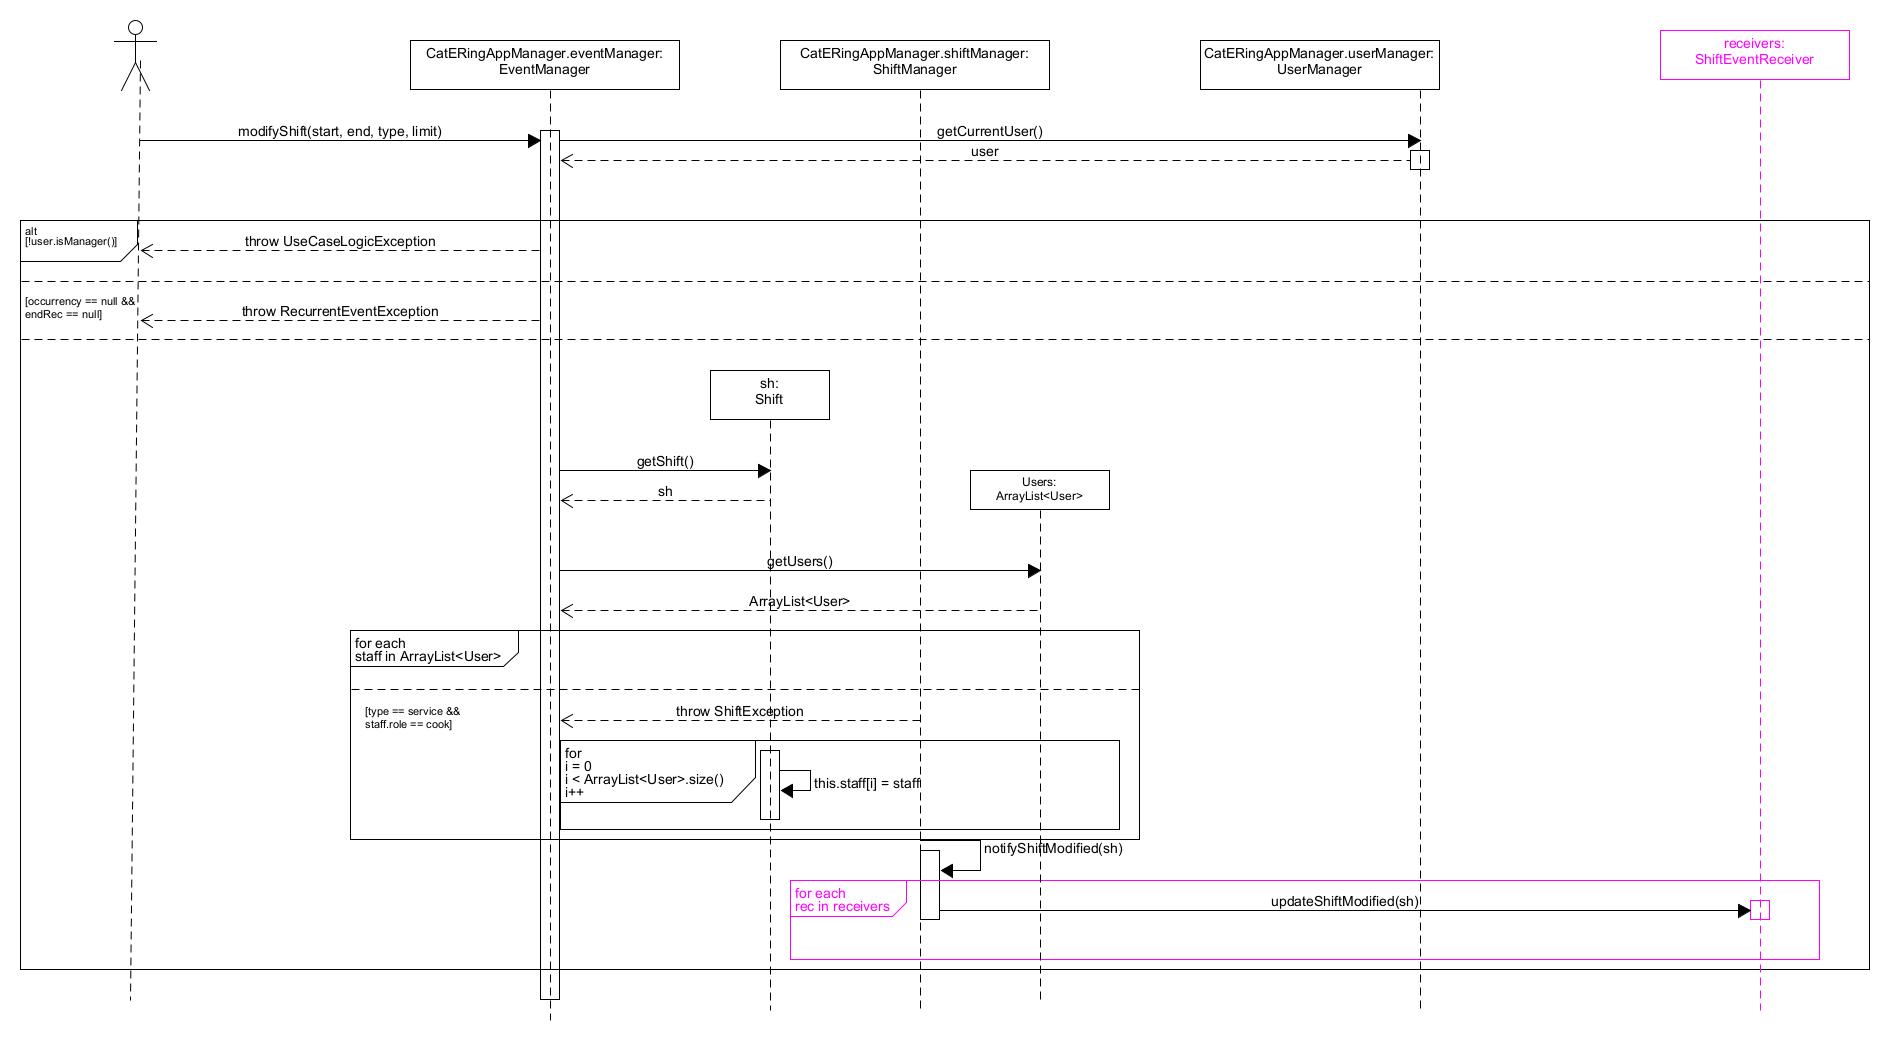 CatERingAppManager.eventManager:
EventManager
CatERingAppManager.shiftManager:
ShiftManager
CatERingAppManager.userManager:
UserManager
receivers:
ShiftEventReceiver
modifyShift(start, end, type, limit)
getCurrentUser()
user
alt
[!user.isManager()]
throw UseCaseLogicException
[occurrency == null &&
endRec == null]
throw RecurrentEventException
sh:
Shift
getShift()
sh
Users:
ArrayList<User>
getUsers()
ArrayList<User>
for each
staff in ArrayList<User>
[type == service &&
staff.role == cook]
throw ShiftException
for
i = 0
i < ArrayList<User>.size()
i++
this.staff[i] = staff
notifyShiftModified(sh)
for each
rec in receivers
updateShiftModified(sh)